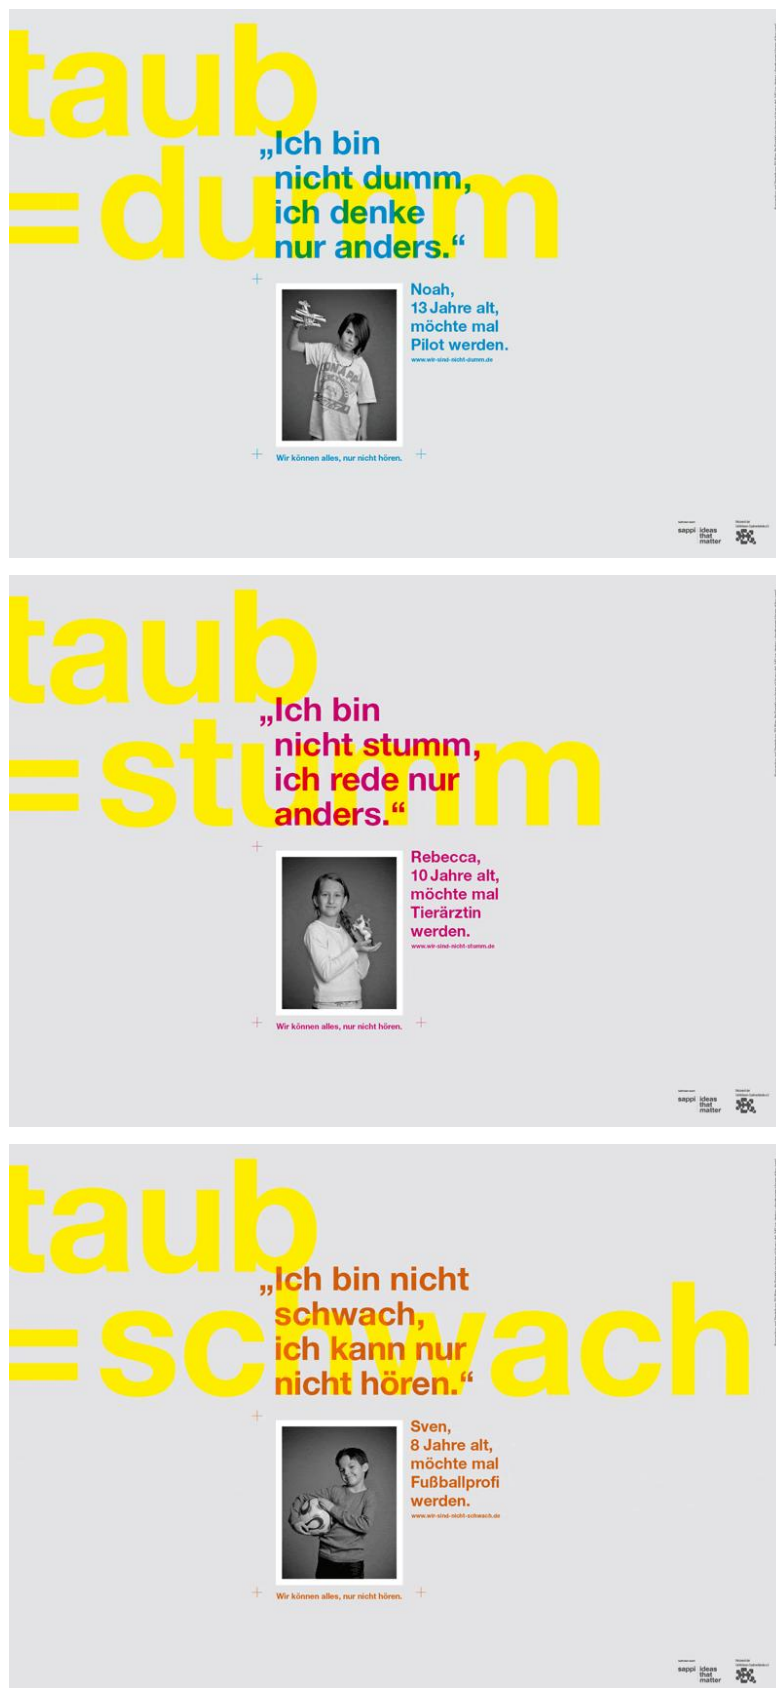 taub
= dumm
„Ich bin
nicht dumm,
ich denke
nur anders.“
Noah,
13 Jahre alt,
möchte mal
Pilot werden.
www.wir-sind-nicht-dumm.de
Wir können alles, nur nicht hören.
sappi ideas
that
matter
taub
= stumm
„Ich bin
nicht stumm,
ich rede nur
anders.“
Rebecca,
10 Jahre alt,
möchte mal
Tierärztin
werden.
www.wir-sind-nicht-stumm.de
Wir können alles, nur nicht hören.
sappi ideas
that
matter
taub
= schwach
„Ich bin nicht
schwach,
ich kann nur
nicht hören.“
Sven,
8 Jahre alt,
möchte mal
Fußballprofi
werden.
www.wir-sind-nicht-schwach.de
Wir können alles, nur nicht hören.
sappi ideas
that
matter